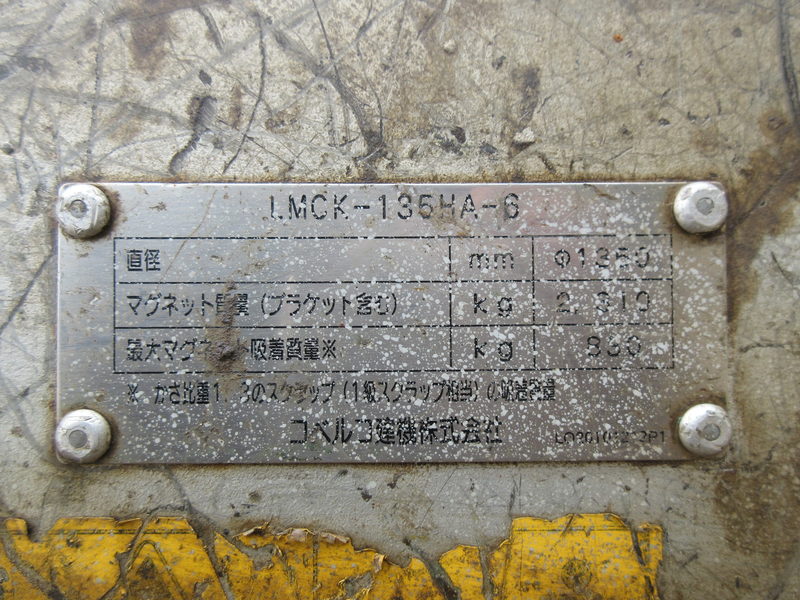 LMCK-135HA-6
直径 mm Φ1350
マグネット質量（ブラケット含む） kg 2,310
最大マグネット吸着質量※ kg
※ かさ比重1.3のスクラップ（1級スクラップ相当）の吸着質量
コベルコ建機株式会社